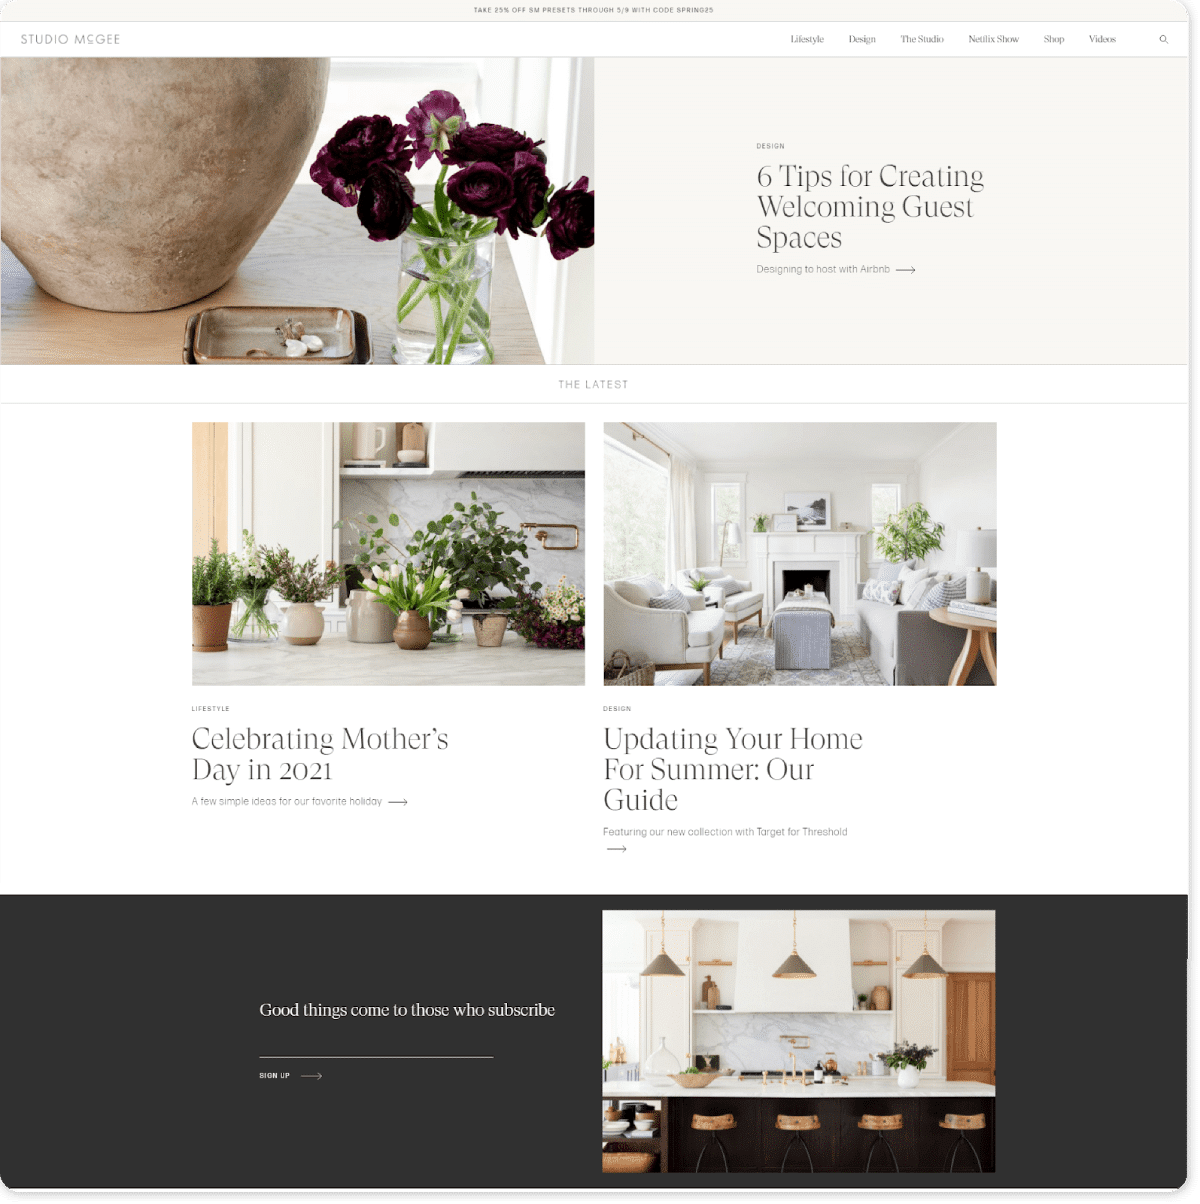 TAKE 25% OFF SM PRESETS THROUGH 5/9 WITH CODE SPRING25
STUDIO McGEE
Lifestyle
Design
The Studio
Netflix Show
Shop
Videos
DESIGN
6 Tips for Creating
Welcoming Guest
Spaces
Designing to host with Airbnb
THE LATEST
LIFESTYLE
Celebrating Mother’s
Day in 2021
A few simple ideas for our favorite holiday
DESIGN
Updating Your Home
For Summer: Our
Guide
Featuring our new collection with Target for Threshold
Good things come to those who subscribe
SIGN UP